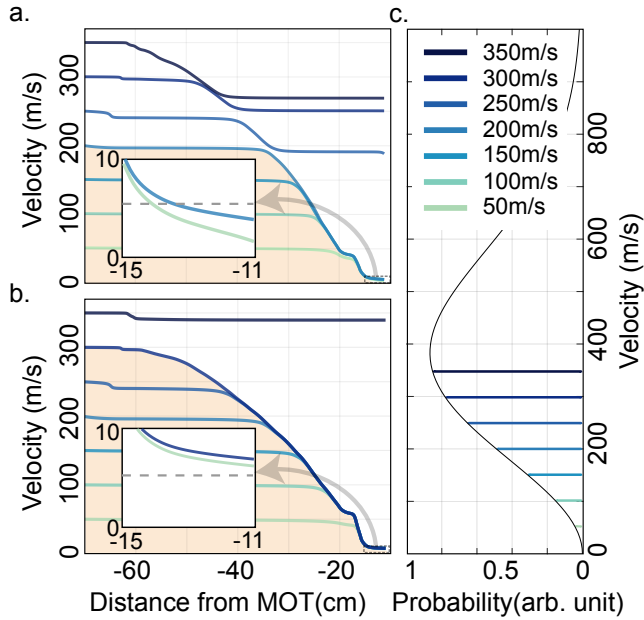 a.
Velocity (m/s)
300
200
100
0
10
0
-15
-11
b.
Velocity (m/s)
300
200
100
0
10
0
-15
-11
-60
-40
-20
Distance from MOT(cm)
c.
350m/s
300m/s
250m/s
200m/s
150m/s
100m/s
50m/s
800
600
400
200
0
Velocity (m/s)
1
0.5
0
Probability(arb. unit)